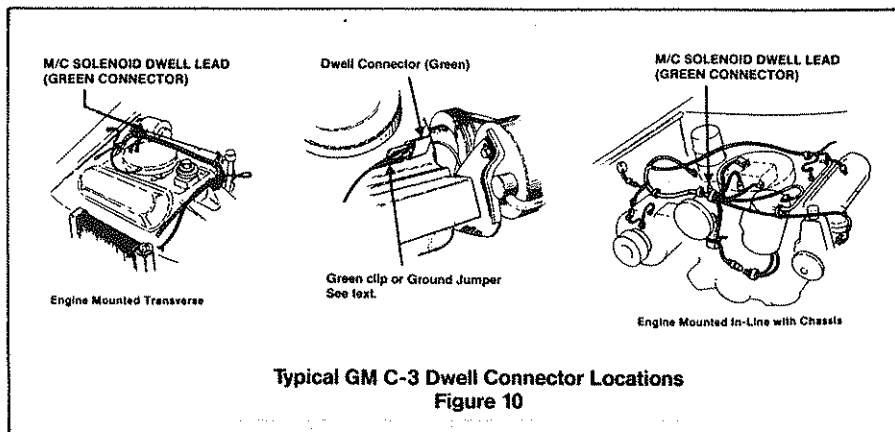 M/C SOLENOID DWELL LEAD
(GREEN CONNECTOR)
Engine Mounted Transverse
Dwell Connector (Green)
Green clip or Ground Jumper
See text.
M/C SOLENOID DWELL LEAD
(GREEN CONNECTOR)
Engine Mounted In-Line with Chassis
Typical GM C-3 Dwell Connector Locations
Figure 10